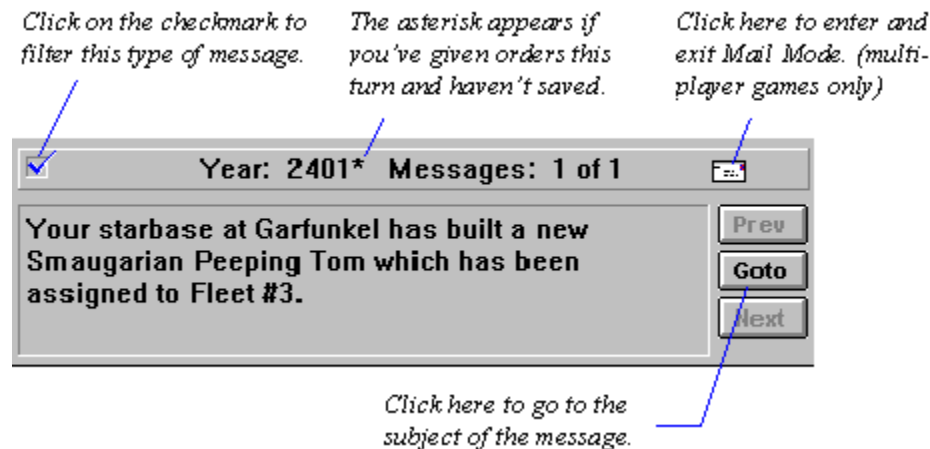 Click on the checkmark to
filter this type of message.
The asterisk appears if
you've given orders this
turn and haven't saved.
Click here to enter and
exit Mail Mode. (multi-
player games only)
Year: 2401* Messages: 1 of 1
Your starbase at Garfunkel has built a new
Smaugarian Peeping Tom which has been
assigned to Fleet #3.
Prev
Goto
Next
Click here to go to the
subject of the message.